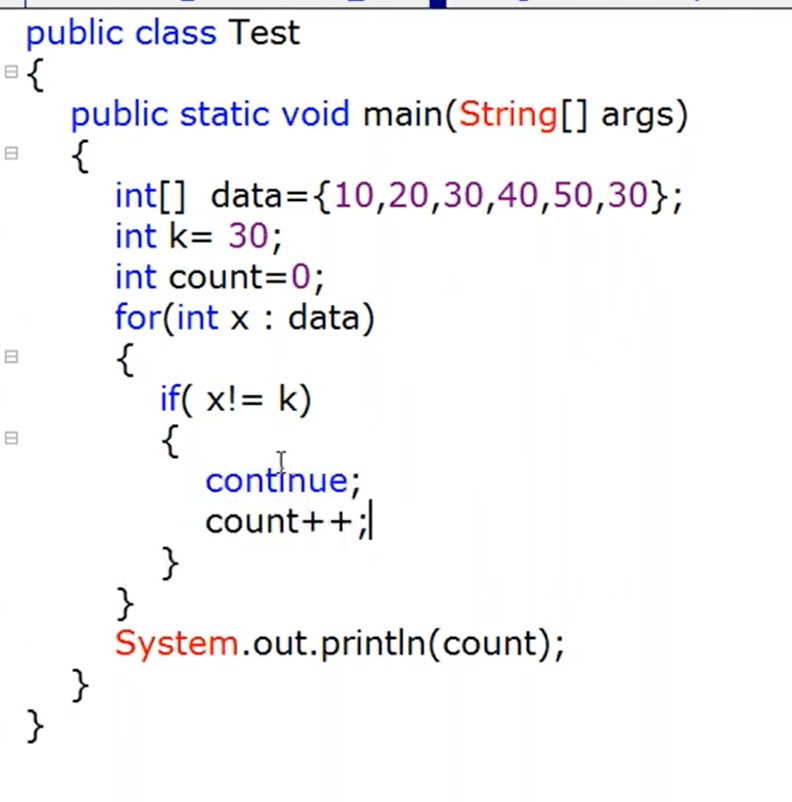 public class Test
{
public static void main(String[] args)
{
int[]  data={10,20,30,40,50,30};
int k= 30;
int count=0;
for(int x : data)
{
if( x!= k)
{
continue;
count++;
}
}
System.out.println(count);
}
}